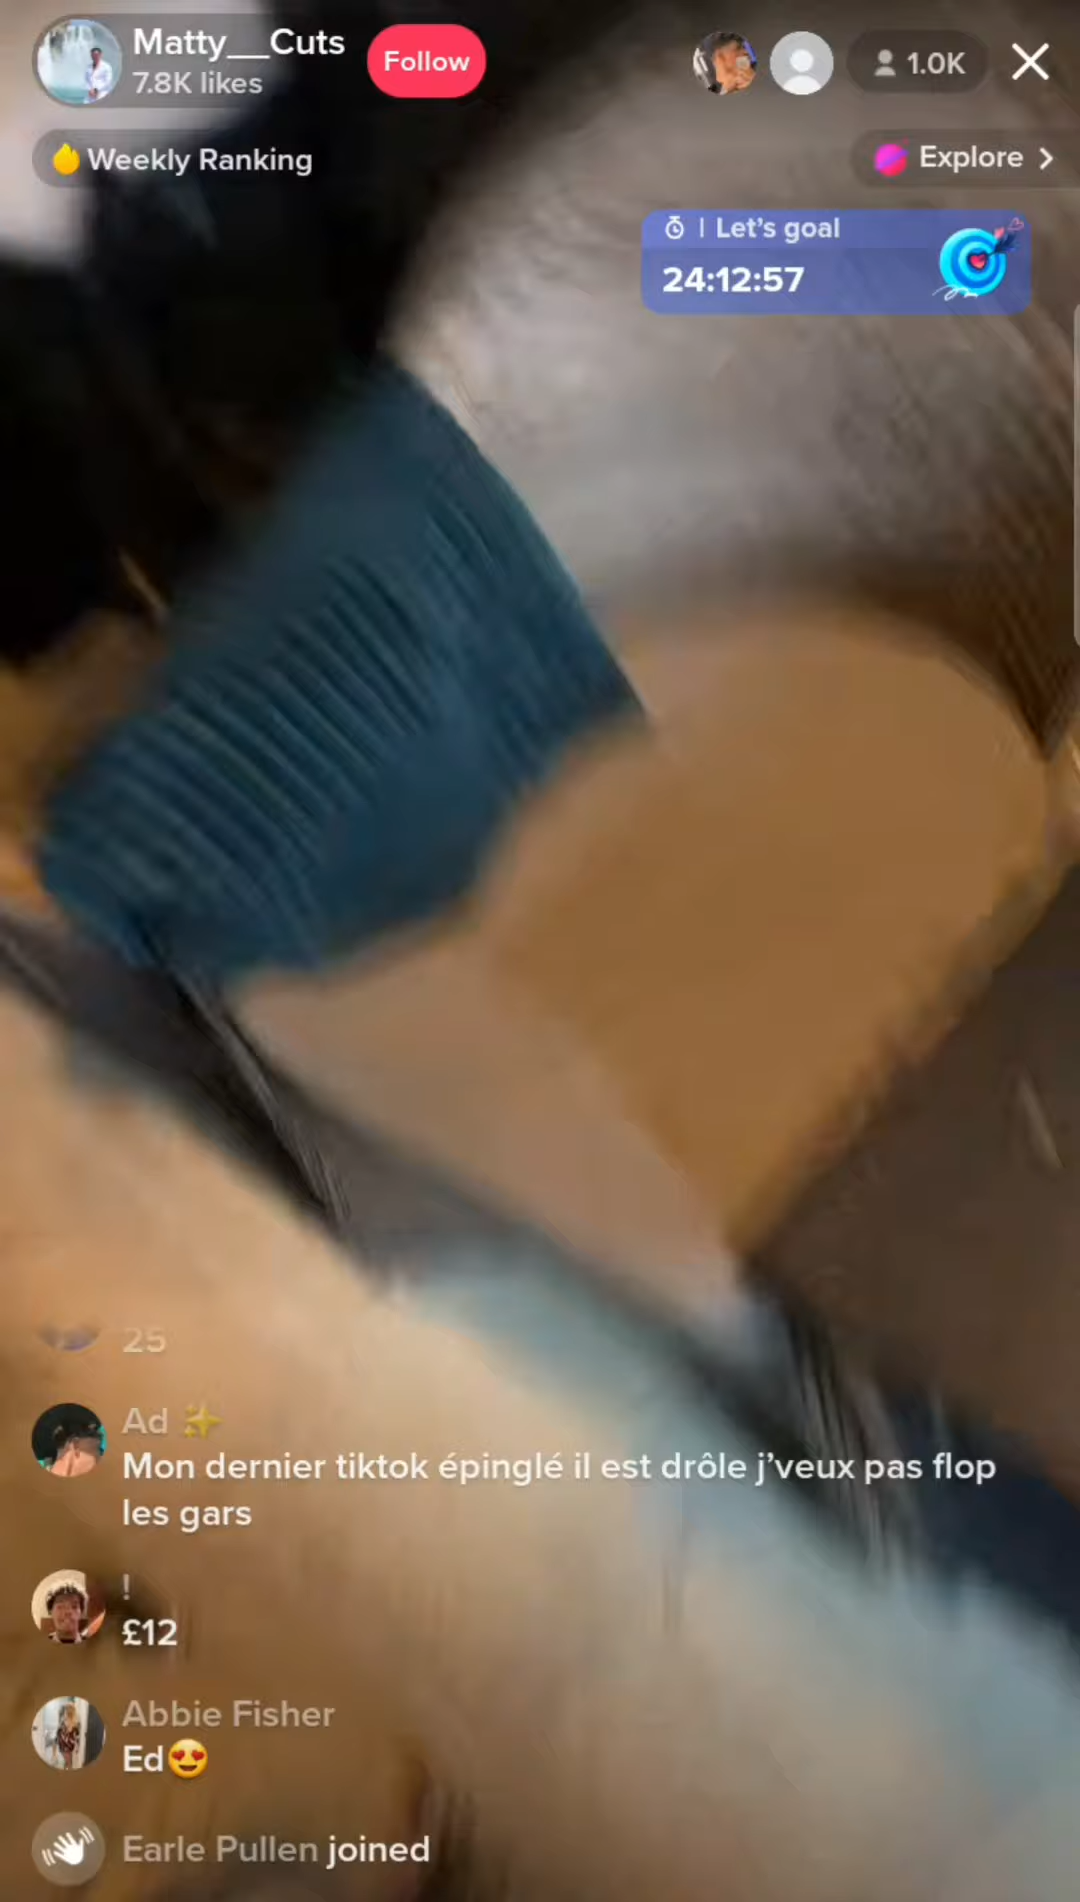 Matty__Cuts
7.8K likes
Follow
1.0K
Weekly Ranking
Explore
Let's goal
24:12:57
25
Ad ✨
Mon dernier tiktok épinglé il est drôle j'veux pas flop
les gars
!
£12
Abbie Fisher
Ed😍
Earle Pullen joined